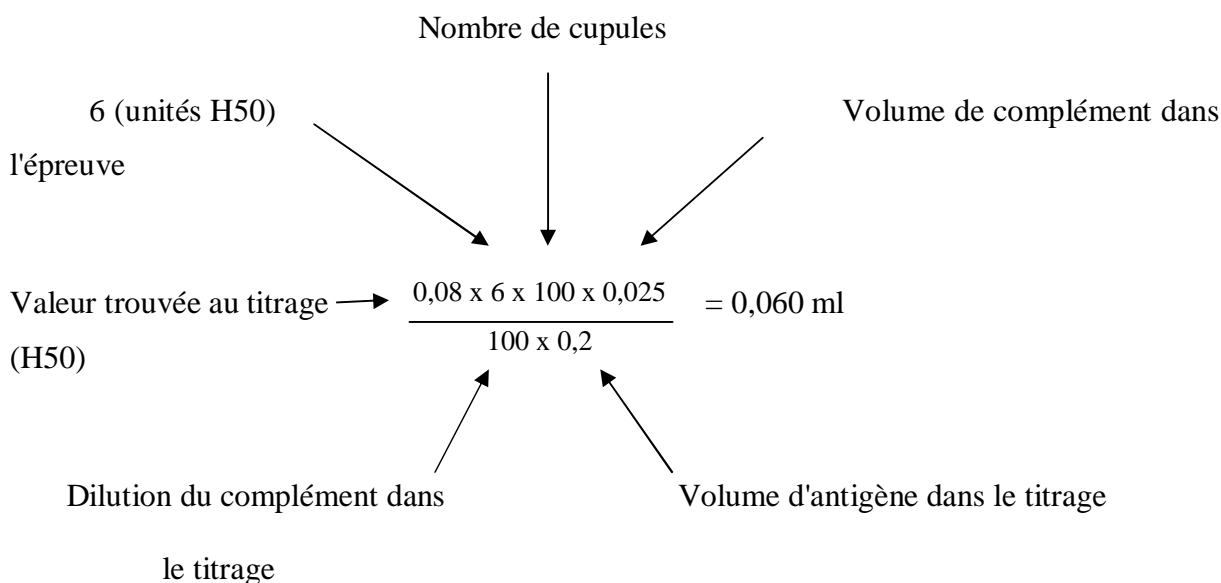 Nombre de cupules
6 (unités H50) Volume de complément dans
l'épreuve
Valeur trouvée au titrage 0,08 x 6 x 100 x 0,025 = 0,060 ml
(H50) 100 x 0,2
Dilution du complément dans Volume d'antigène dans le titrage
le titrage